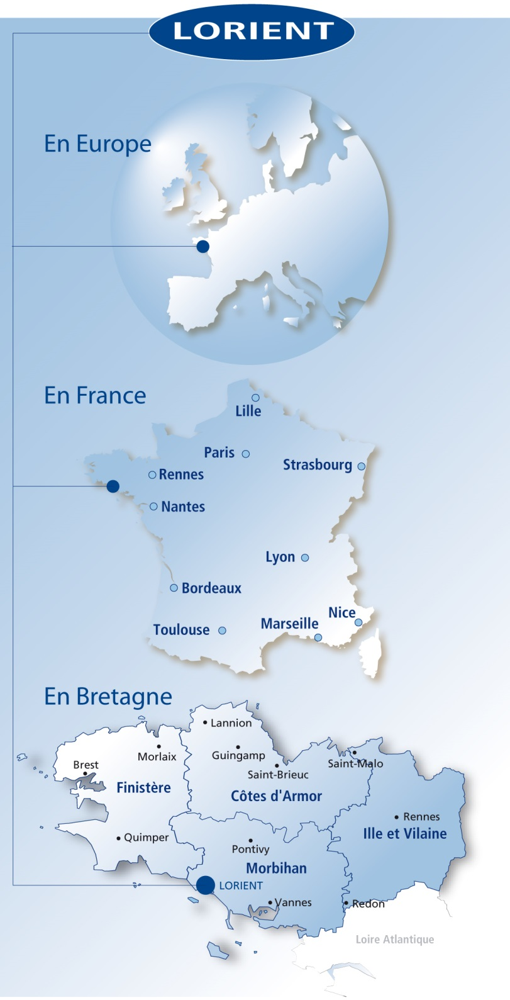 LORIENT
En Europe
En France
Lille
Paris
Strasbourg
Rennes
Nantes
Lyon
Bordeaux
Nice
Marseille
Toulouse
En Bretagne
Lannion
Morlaix
Guingamp
Brest
Saint-Malo
Saint-Brieuc
Finistère
Côtes d'Armor
Rennes
Ille et Vilaine
Quimper
Pontivy
Morbihan
LORIENT
Vannes
Redon
Loire Atlantique